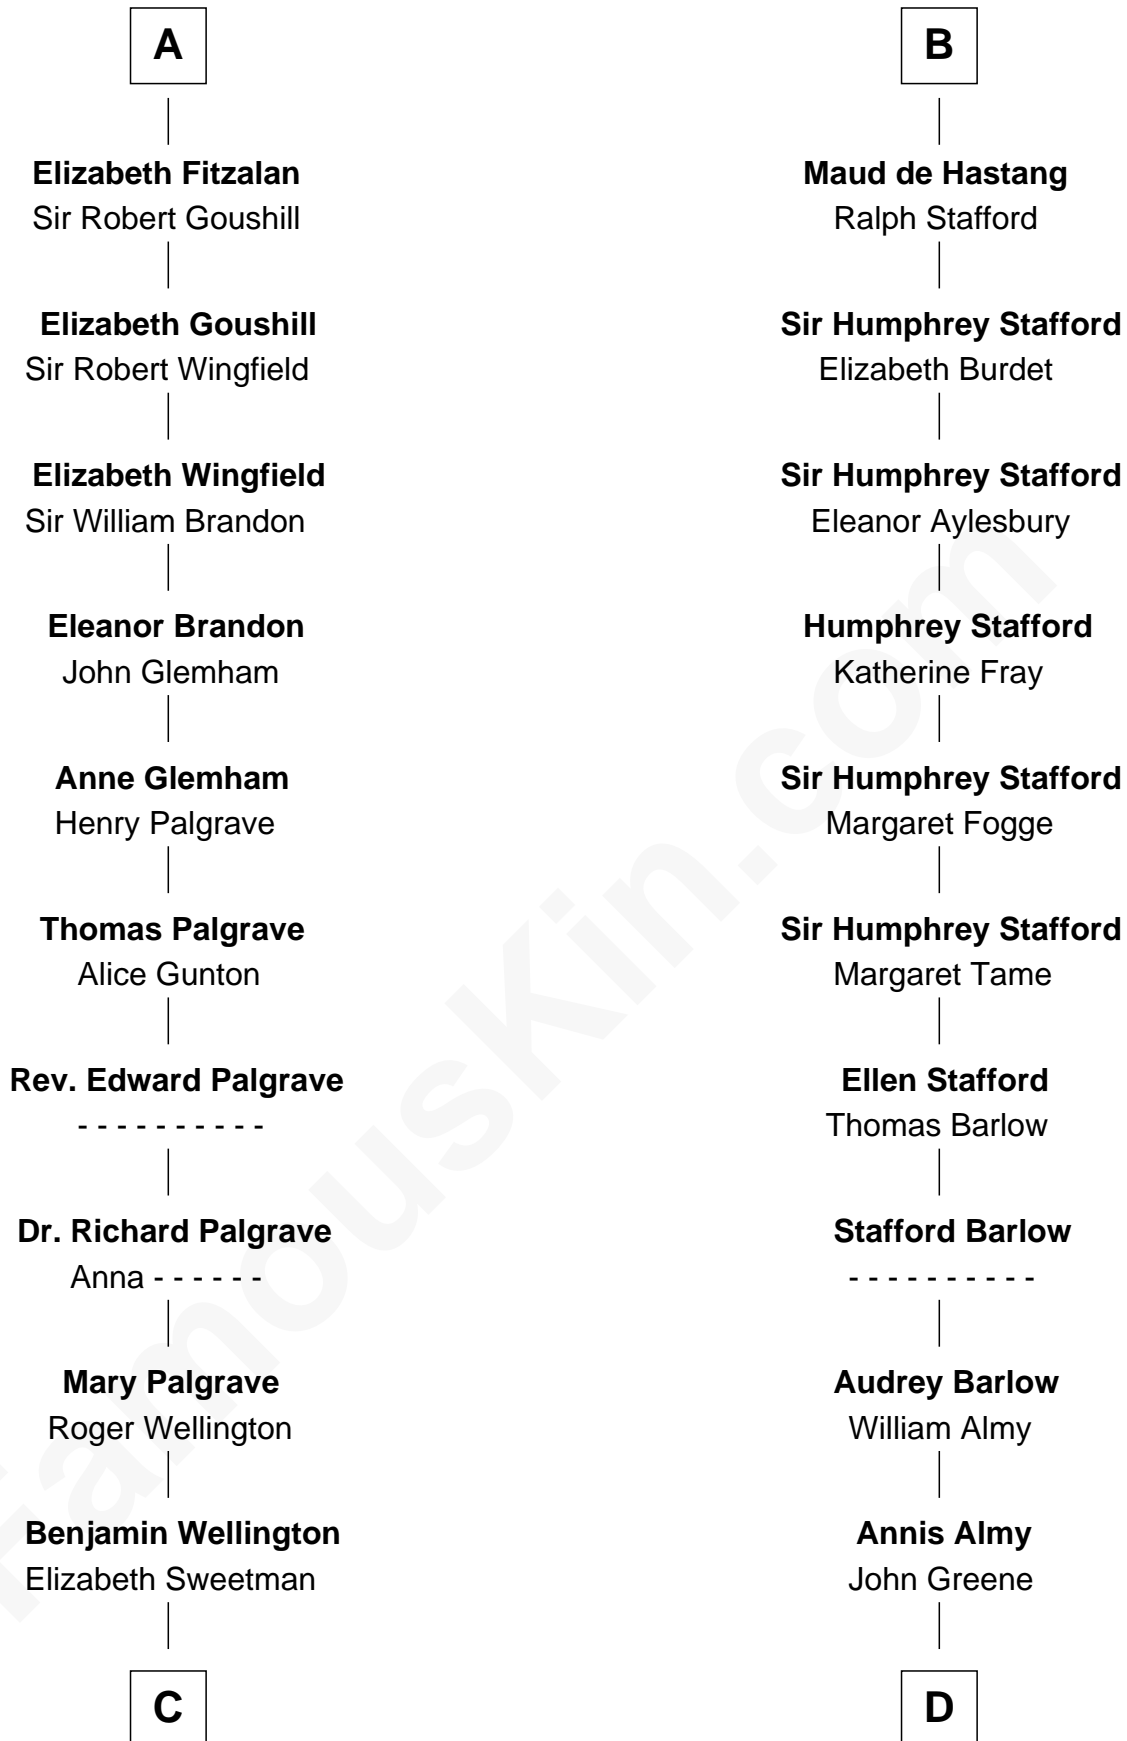 A
Elizabeth Fitzalan
Sir Robert Goushill
Elizabeth Goushill
Sir Robert Wingfield
Elizabeth Wingfield
Sir William Brandon
Eleanor Brandon
John Glemham
Anne Glemham
Henry Palgrave
Thomas Palgrave
Alice Gunton
Rev. Edward Palgrave
- - - - - - - - - -
Dr. Richard Palgrave
Anna - - - - - -
Mary Palgrave
Roger Wellington
Benjamin Wellington
Elizabeth Sweetman
C
B
Maud de Hastang
Ralph Stafford
Sir Humphrey Stafford
Elizabeth Burdet
Sir Humphrey Stafford
Eleanor Aylesbury
Humphrey Stafford
Katherine Fray
Sir Humphrey Stafford
Margaret Fogge
Sir Humphrey Stafford
Margaret Tame
Ellen Stafford
Thomas Barlow
Stafford Barlow
- - - - - - - - - -
Audrey Barlow
William Almy
Annis Almy
John Greene
D
FamousKin.com